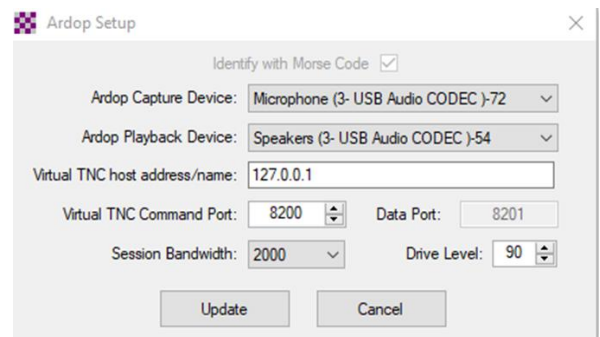 Ardop Setup
Identify with Morse Code
Ardop Capture Device: Microphone (3- USB Audio CODEC )-72
Ardop Playback Device: Speakers (3- USB Audio CODEC )-54
Virtual TNC host address/name: 127.0.0.1
Virtual TNC Command Port: 8200 Data Port: 8201
Session Bandwidth: 2000 Drive Level: 90
Update Cancel